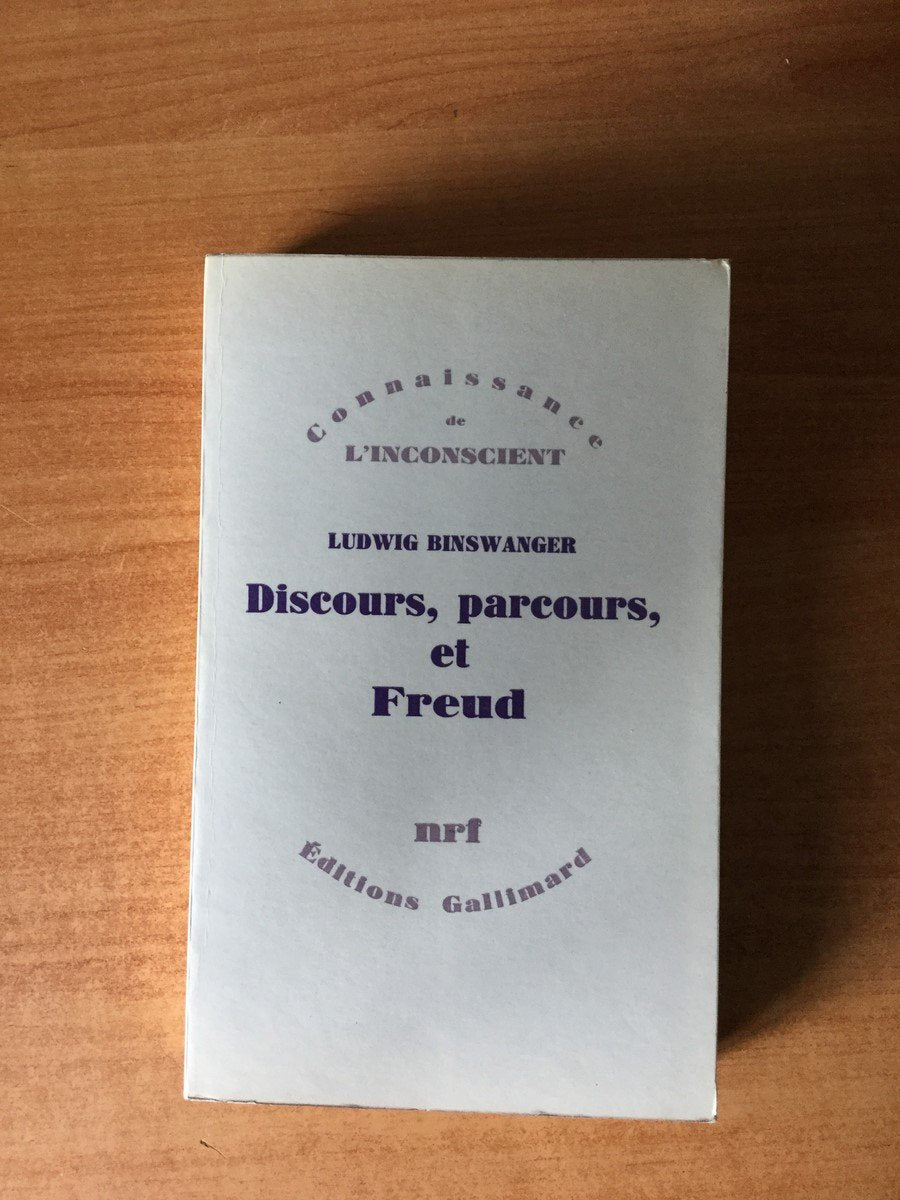 Connaissance
de
L'INCONSCIENT
LUDWIG BINSWANGER
Discours, parcours,
et
Freud
nrf
Éditions Gallimard